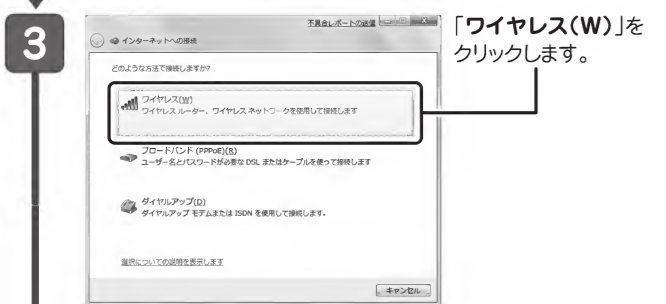 3
不具合レポートの送信
インターネットへの接続
どのような方法で接続しますか?
ワイヤレス(W)
ワイヤレス ルーター、ワイヤレス ネットワークを使用して接続します
ブロードバンド (PPPoE)(R)
ユーザー名とパスワードが必要な DSL またはケーブルを使って接続します
ダイヤルアップ(D)
ダイヤルアップ モデムまたは ISDN を使用して接続します。
選択についての説明を表示します
キャンセル
「ワイヤレス(W)」を
クリックします。